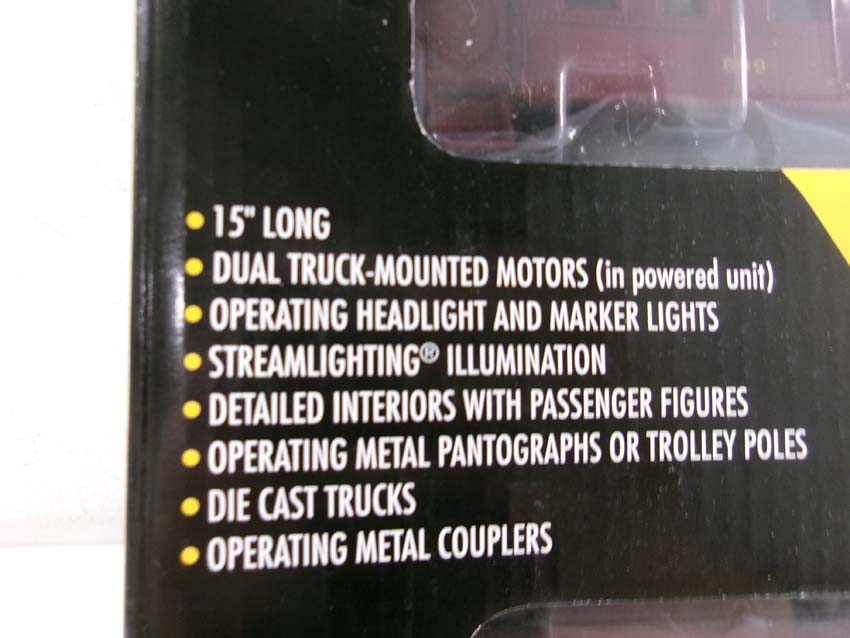 15" LONG
DUAL TRUCK-MOUNTED MOTORS (in powered unit)
OPERATING HEADLIGHT AND MARKER LIGHTS
STREAMLIGHTING® ILLUMINATION
DETAILED INTERIORS WITH PASSENGER FIGURES
OPERATING METAL PANTOGRAPHS OR TROLLEY POLES
DIE CAST TRUCKS
OPERATING METAL COUPLERS